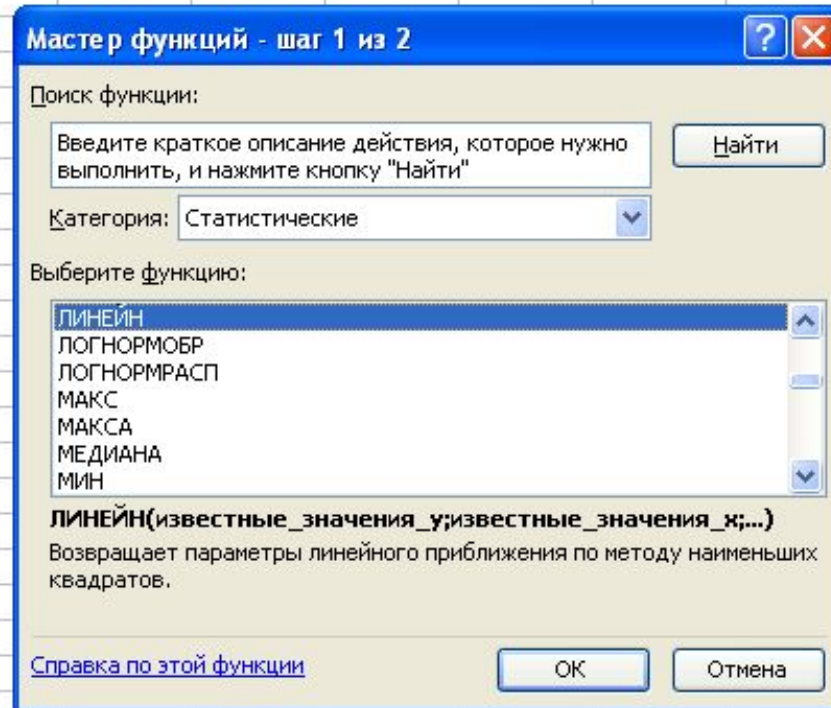 Мастер функций - шаг 1 из 2
Поиск функции:
Введите краткое описание действия, которое нужно
выполнить, и нажмите кнопку "Найти"
Найти
Категория: Статистические
Выберите функцию:
ЛИНЕЙН
ЛОГНОРМОБР
ЛОГНОРМРАСП
МАКС
МАКСА
МЕДИАНА
МИН
ЛИНЕЙН(известные_значения_y;известные_значения_x;...)
Возвращает параметры линейного приближения по методу наименьших
квадратов.
Справка по этой функции
ОК
Отмена